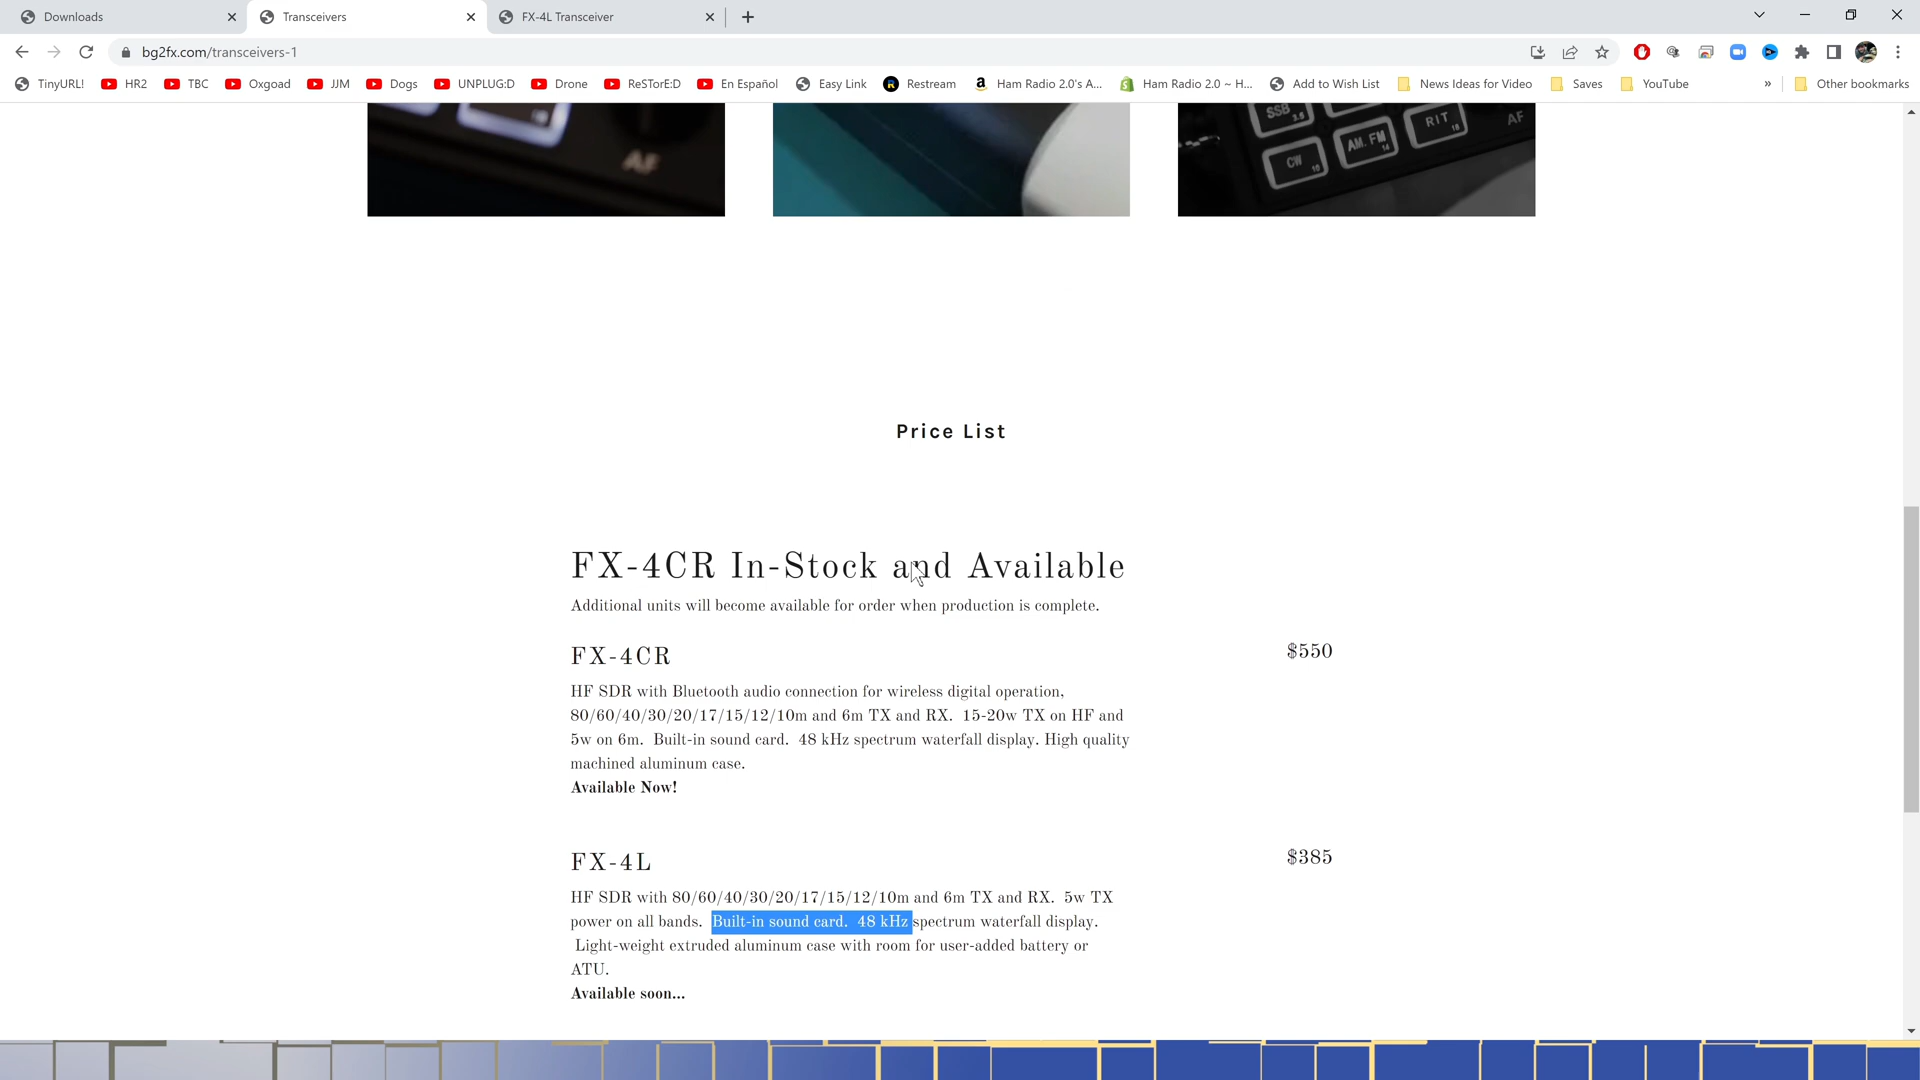 Downloads
Transceivers
FX-4L Transceiver
bg2fx.com/transceivers-1
TinyURL! HR2 TBC Oxgoad JJM Dogs UNPLUG:D Drone ReSTorE:D En Español Easy Link Restream Ham Radio 2.0's A... Ham Radio 2.0 ~ H... Add to Wish List News Ideas for Video Saves YouTube » Other bookmarks
AF
SSB 3.5
CW 10
AM.FM 14
RIT 18
AF
Price List
FX-4CR In-Stock and Available
Additional units will become available for order when production is complete.
FX-4CR
$550
HF SDR with Bluetooth audio connection for wireless digital operation,
80/60/40/30/20/17/15/12/10m and 6m TX and RX.  15-20w TX on HF and
5w on 6m.  Built-in sound card.  48 kHz spectrum waterfall display. High quality
machined aluminum case.
Available Now!
FX-4L
$385
HF SDR with 80/60/40/30/20/17/15/12/10m and 6m TX and RX.  5w TX
power on all bands.  Built-in sound card.  48 kHz spectrum waterfall display.
Light-weight extruded aluminum case with room for user-added battery or
ATU.
Available soon...